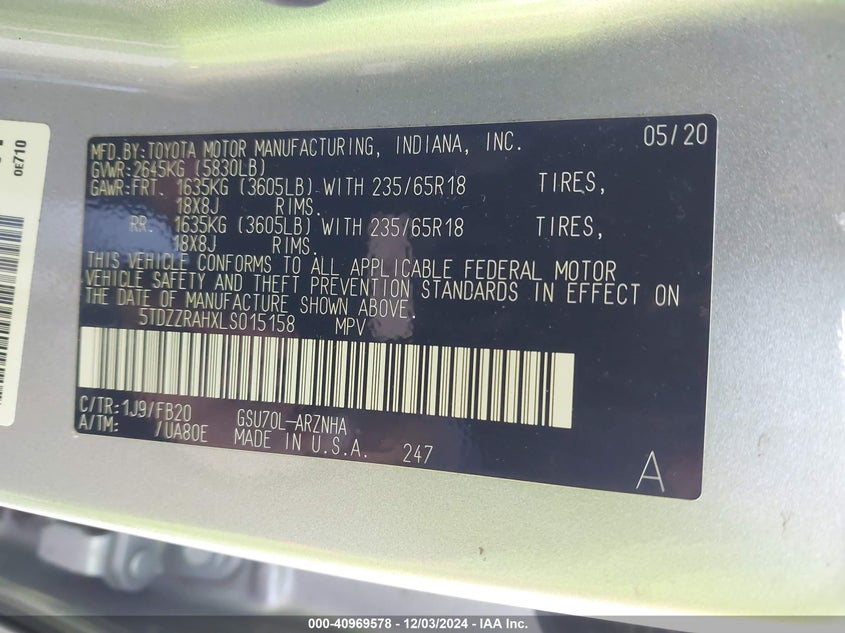 0E710
MFD.BY:TOYOTA MOTOR MANUFACTURING, INDIANA, INC. 05/20
GVWR:2645KG (5830LB)
GAWR:FRT. 1635KG (3605LB) WITH 235/65R18 TIRES,
18X8J RIMS.
RR. 1635KG (3605LB) WITH 235/65R18 TIRES,
18X8J RIMS.
THIS VEHICLE CONFORMS TO ALL APPLICABLE FEDERAL MOTOR
VEHICLE SAFETY AND THEFT PREVENTION STANDARDS IN EFFECT ON
THE DATE OF MANUFACTURE SHOWN ABOVE.
5TDZZRAHXLS015158 MPV
C/TR:1J9/FB20 GSU70L-ARZNHA
A/TM: /UA80E MADE IN U.S.A. 247
A
000-40969578 - 12/03/2024 - IAA Inc.